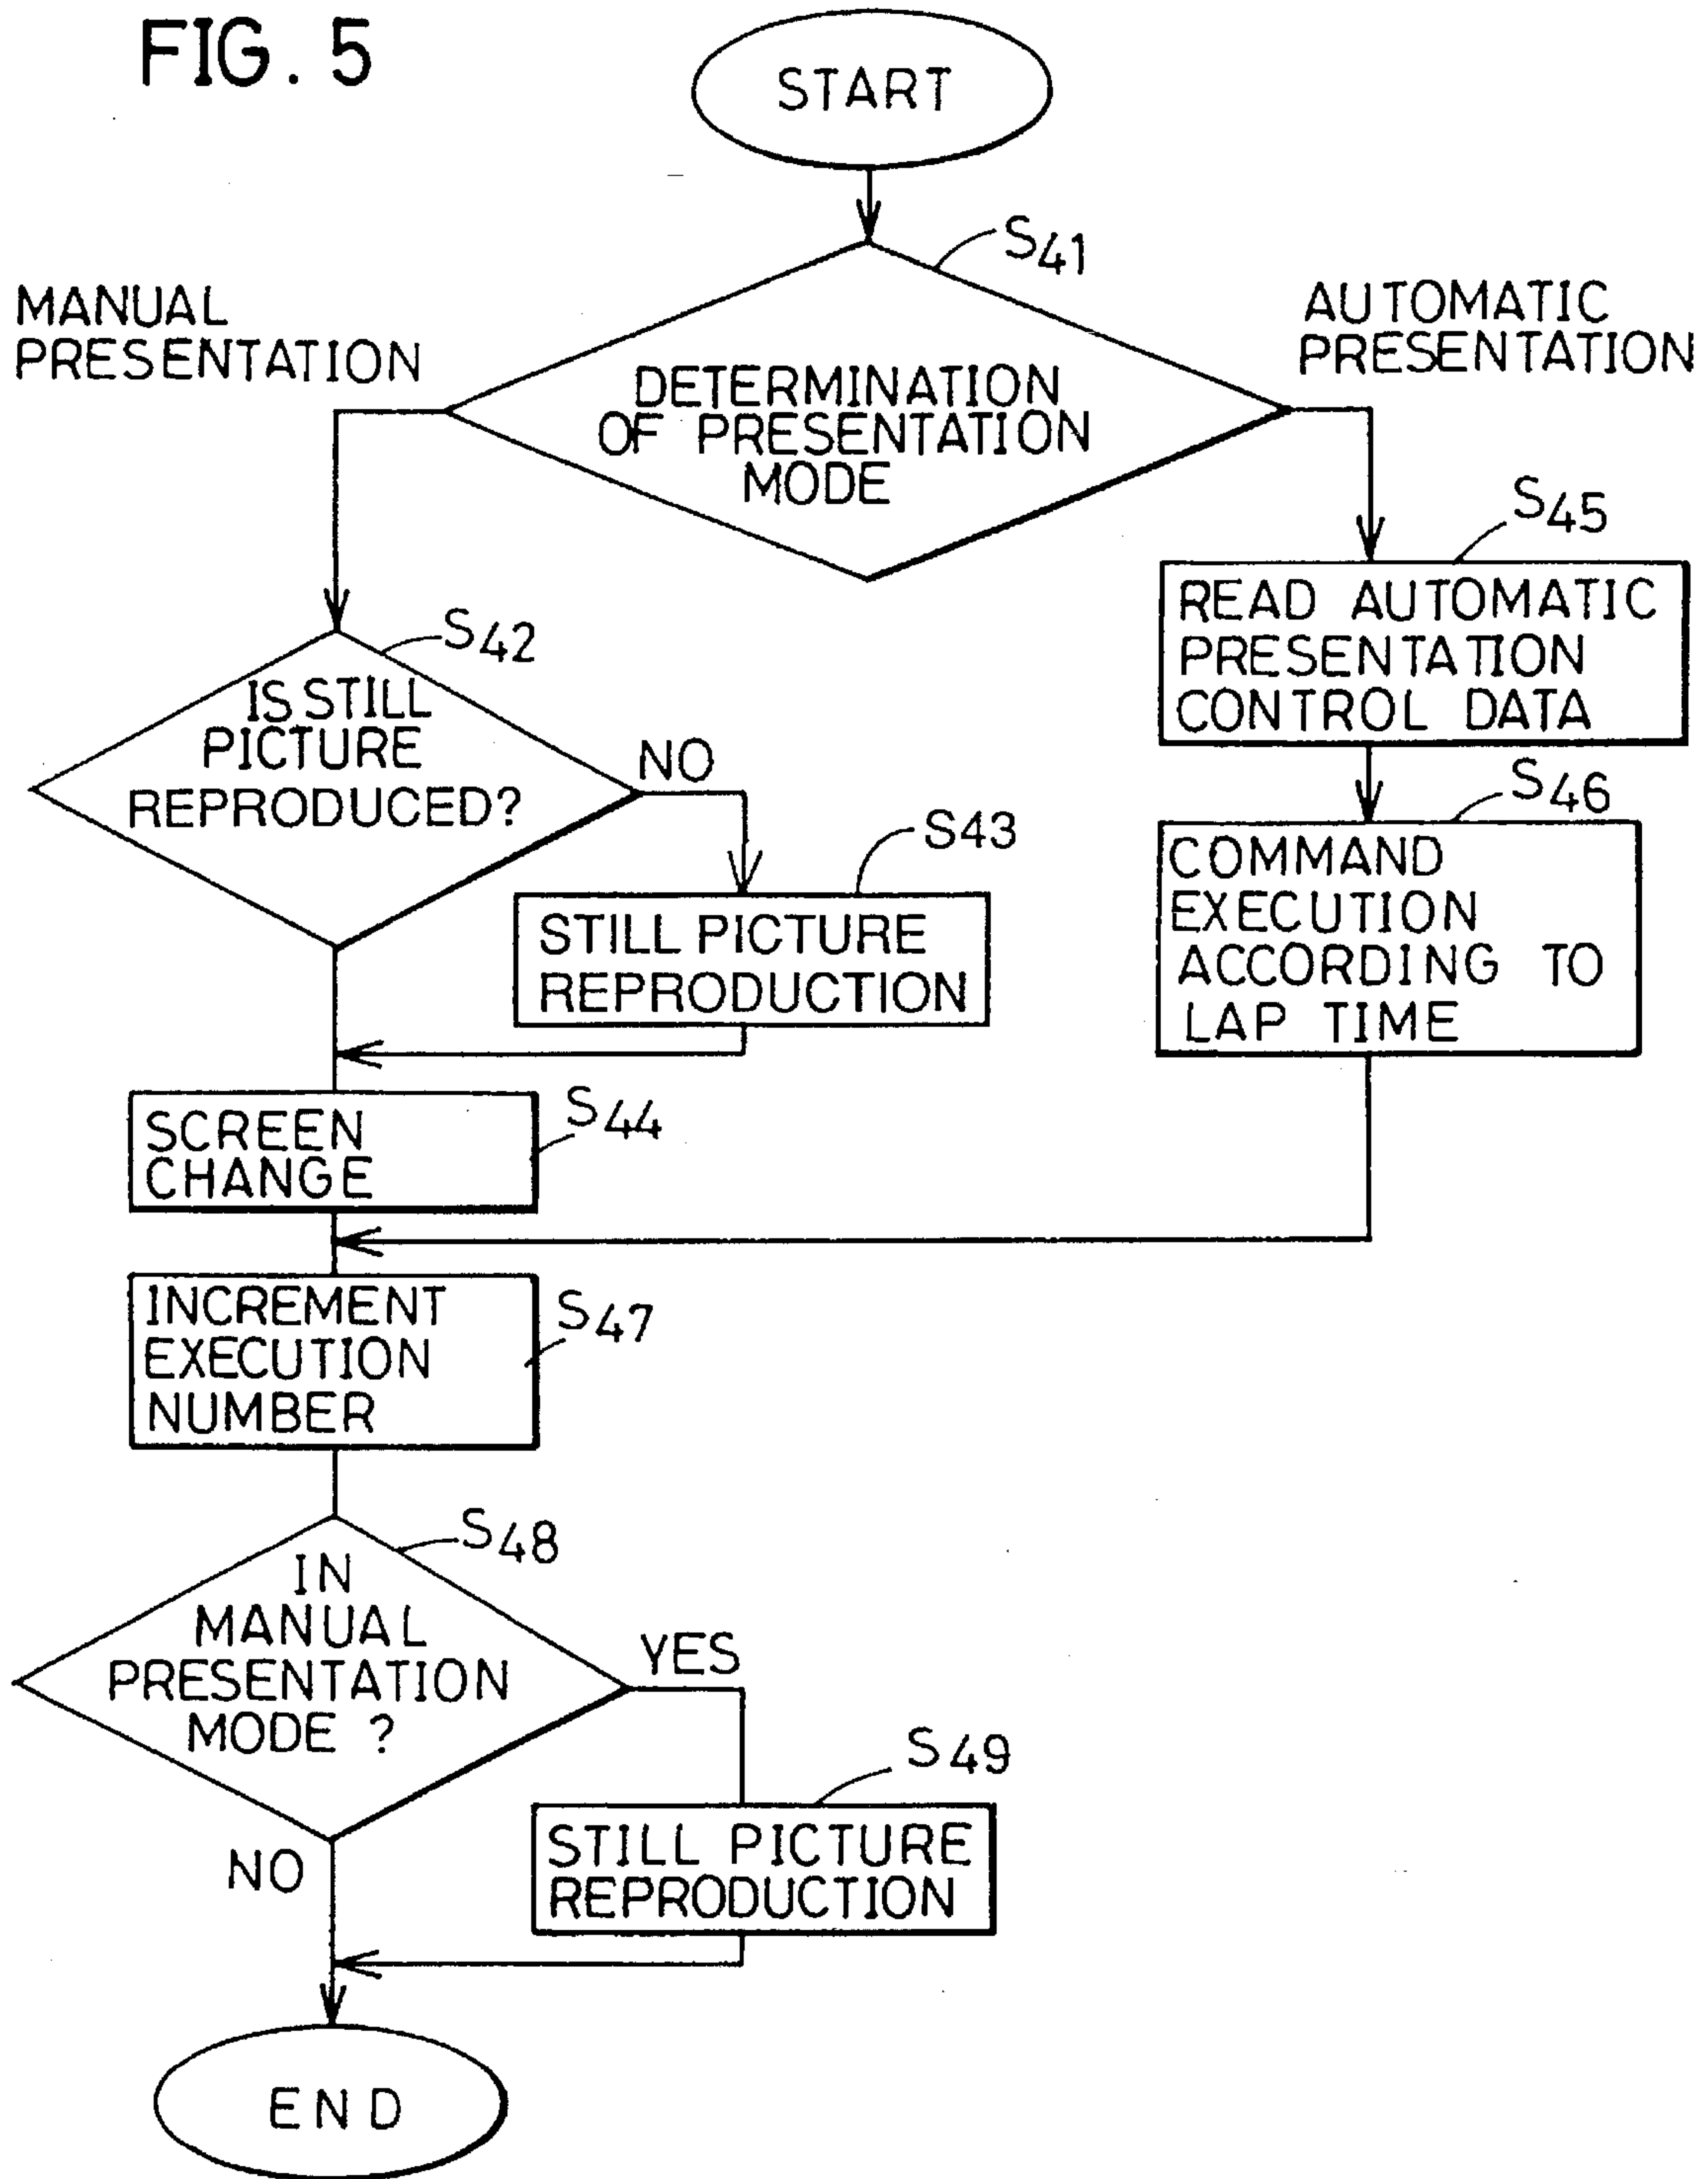 FIG. 5
START
S41
MANUAL
PRESENTATION
AUTOMATIC
PRESENTATION
DETERMINATION
OF PRESENTATION
MODE
S45
READ AUTOMATIC
PRESENTATION
CONTROL DATA
S42
IS STILL
PICTURE
REPRODUCED?
NO
S43
STILL PICTURE
REPRODUCTION
S46
COMMAND
EXECUTION
ACCORDING TO
LAP TIME
S44
SCREEN
CHANGE
S47
INCREMENT
EXECUTION
NUMBER
S48
IN
MANUAL
PRESENTATION
MODE ?
YES
S49
STILL PICTURE
REPRODUCTION
NO
END